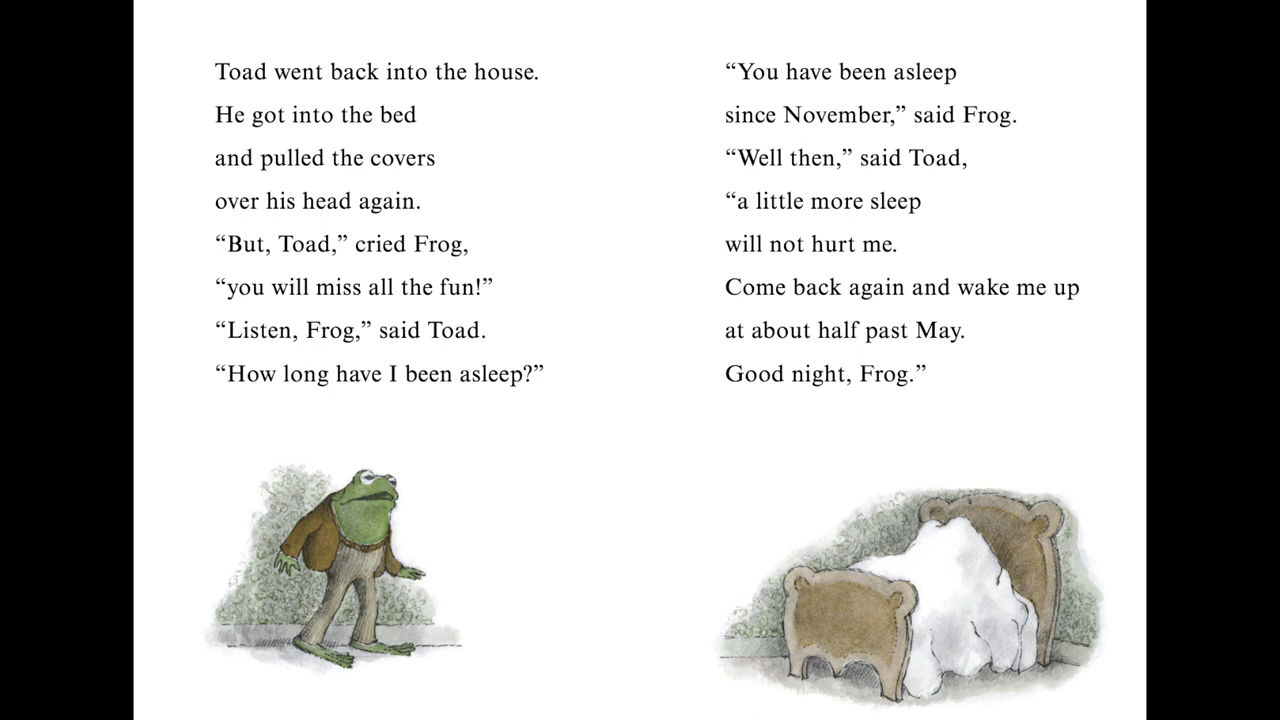 Toad went back into the house.
He got into the bed
and pulled the covers
over his head again.
“But, Toad,” cried Frog,
“you will miss all the fun!”
“Listen, Frog,” said Toad.
“How long have I been asleep?”
“You have been asleep
since November,” said Frog.
“Well then,” said Toad,
“a little more sleep
will not hurt me.
Come back again and wake me up
at about half past May.
Good night, Frog.”